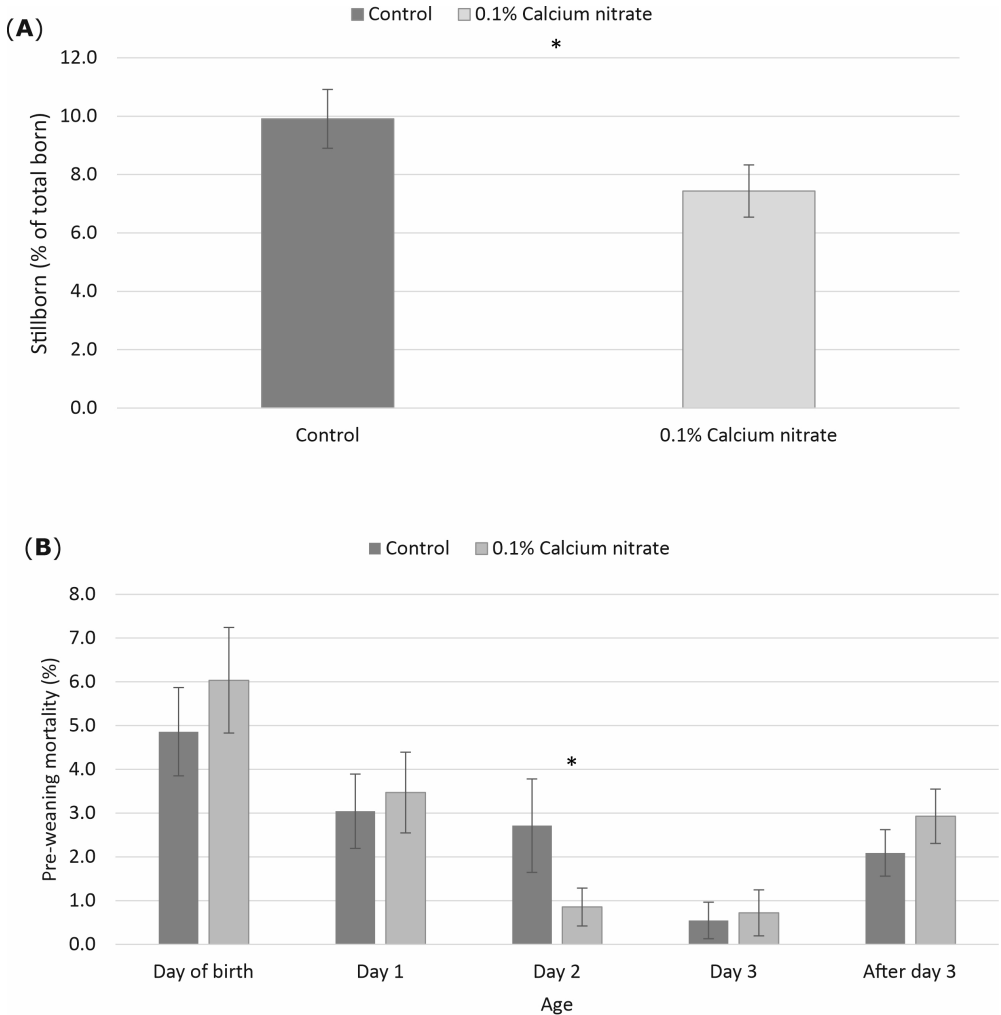 (A)
Control 0.1% Calcium nitrate
*
12.0
10.0
8.0
6.0
4.0
2.0
0.0
Stillborn (% of total born)
Control 0.1% Calcium nitrate
(B)
Control 0.1% Calcium nitrate
8.0
7.0
6.0
5.0
4.0
3.0
2.0
1.0
0.0
*
Pre-weaning mortality (%)
Day of birth Day 1 Day 2 Day 3 After day 3
Age